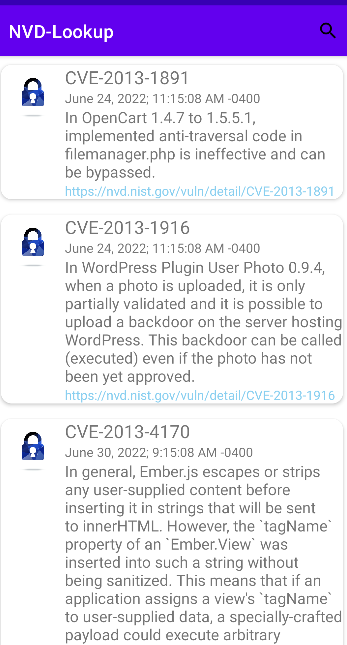 NVD-Lookup
CVE-2013-1891
June 24, 2022; 11:15:08 AM -0400
In OpenCart 1.4.7 to 1.5.5.1,
implemented anti-traversal code in
filemanager.php is ineffective and can
be bypassed.
https://nvd.nist.gov/vuln/detail/CVE-2013-1891
CVE-2013-1916
June 24, 2022; 11:15:08 AM -0400
In WordPress Plugin User Photo 0.9.4,
when a photo is uploaded, it is only
partially validated and it is possible to
upload a backdoor on the server hosting
WordPress. This backdoor can be called
(executed) even if the photo has not
been yet approved.
https://nvd.nist.gov/vuln/detail/CVE-2013-1916
CVE-2013-4170
June 30, 2022; 9:15:08 AM -0400
In general, Ember.js escapes or strips
any user-supplied content before
inserting it in strings that will be sent
to innerHTML. However, the `tagName`
property of an `Ember.View` was
inserted into such a string without
being sanitized. This means that if an
application assigns a view's `tagName`
to user-supplied data, a specially-crafted
payload could execute arbitrary